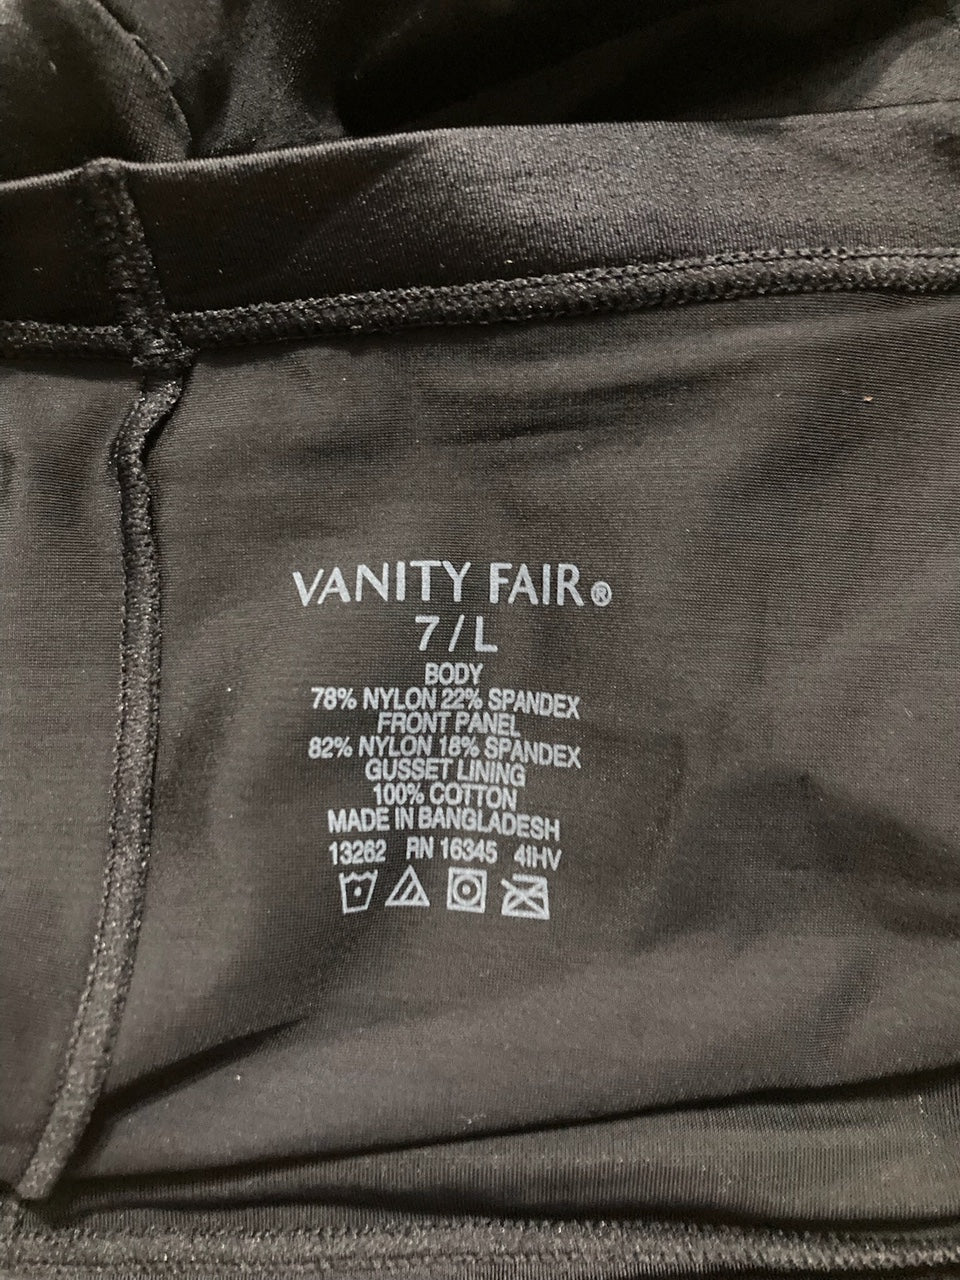 VANITY FAIR®
7/L
BODY
78% NYLON 22% SPANDEX
FRONT PANEL
82% NYLON 18% SPANDEX
GUSSET LINING
100% COTTON
MADE IN BANGLADESH
13262 RN 16345 4IHV